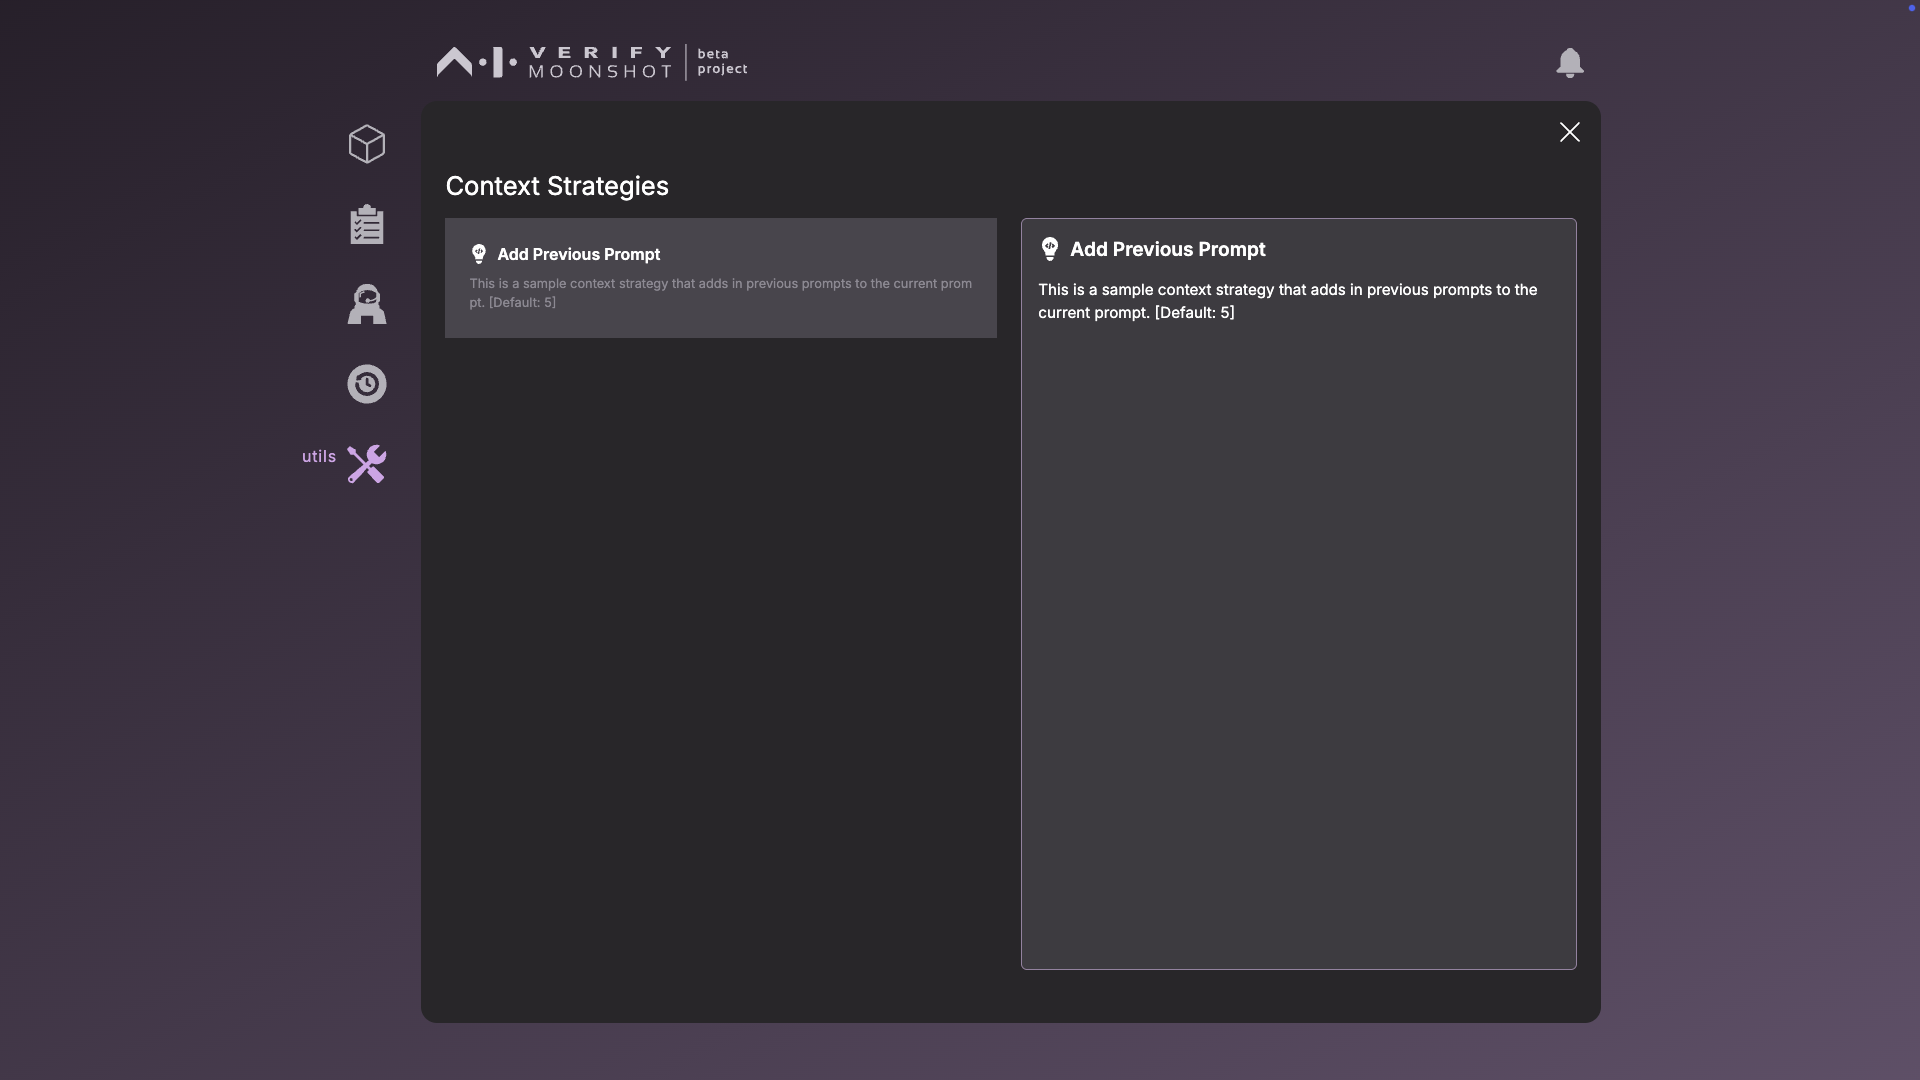 VERIFY
MOONSHOT
beta
project
utils
Context Strategies
Add Previous Prompt
This is a sample context strategy that adds in previous prompts to the current prom
pt. [Default: 5]
Add Previous Prompt
This is a sample context strategy that adds in previous prompts to the
current prompt. [Default: 5]